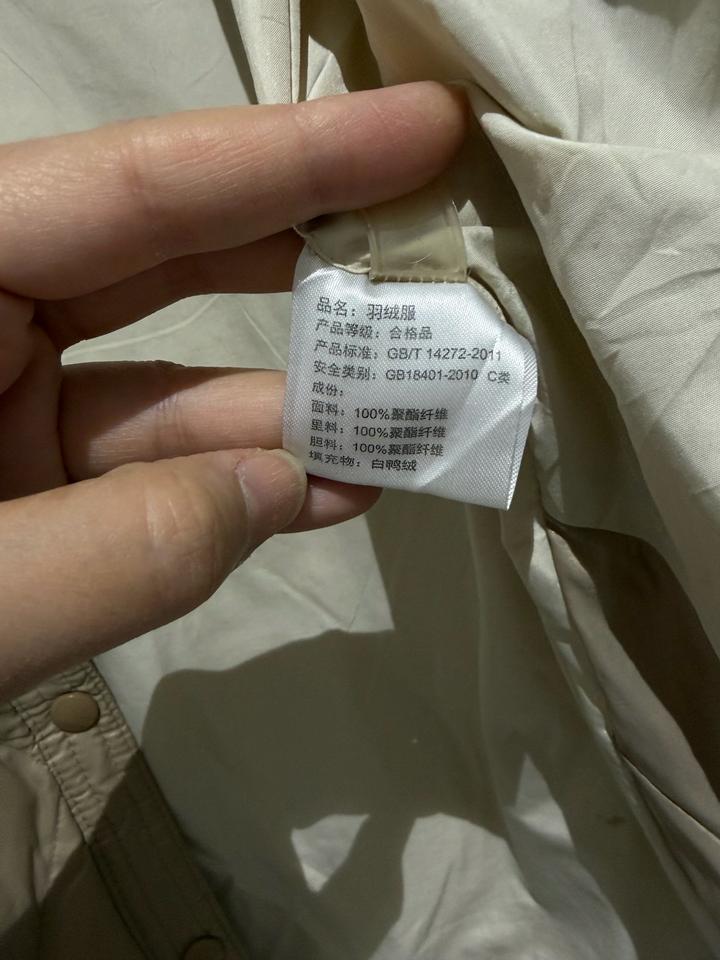 品名：羽绒服
产品等级：合格品
产品标准：GB/T 14272-2011
安全类别：GB18401-2010 C类
成份：
面料：100%聚酯纤维
里料：100%聚酯纤维
胆料：100%聚酯纤维
填充物：白鸭绒